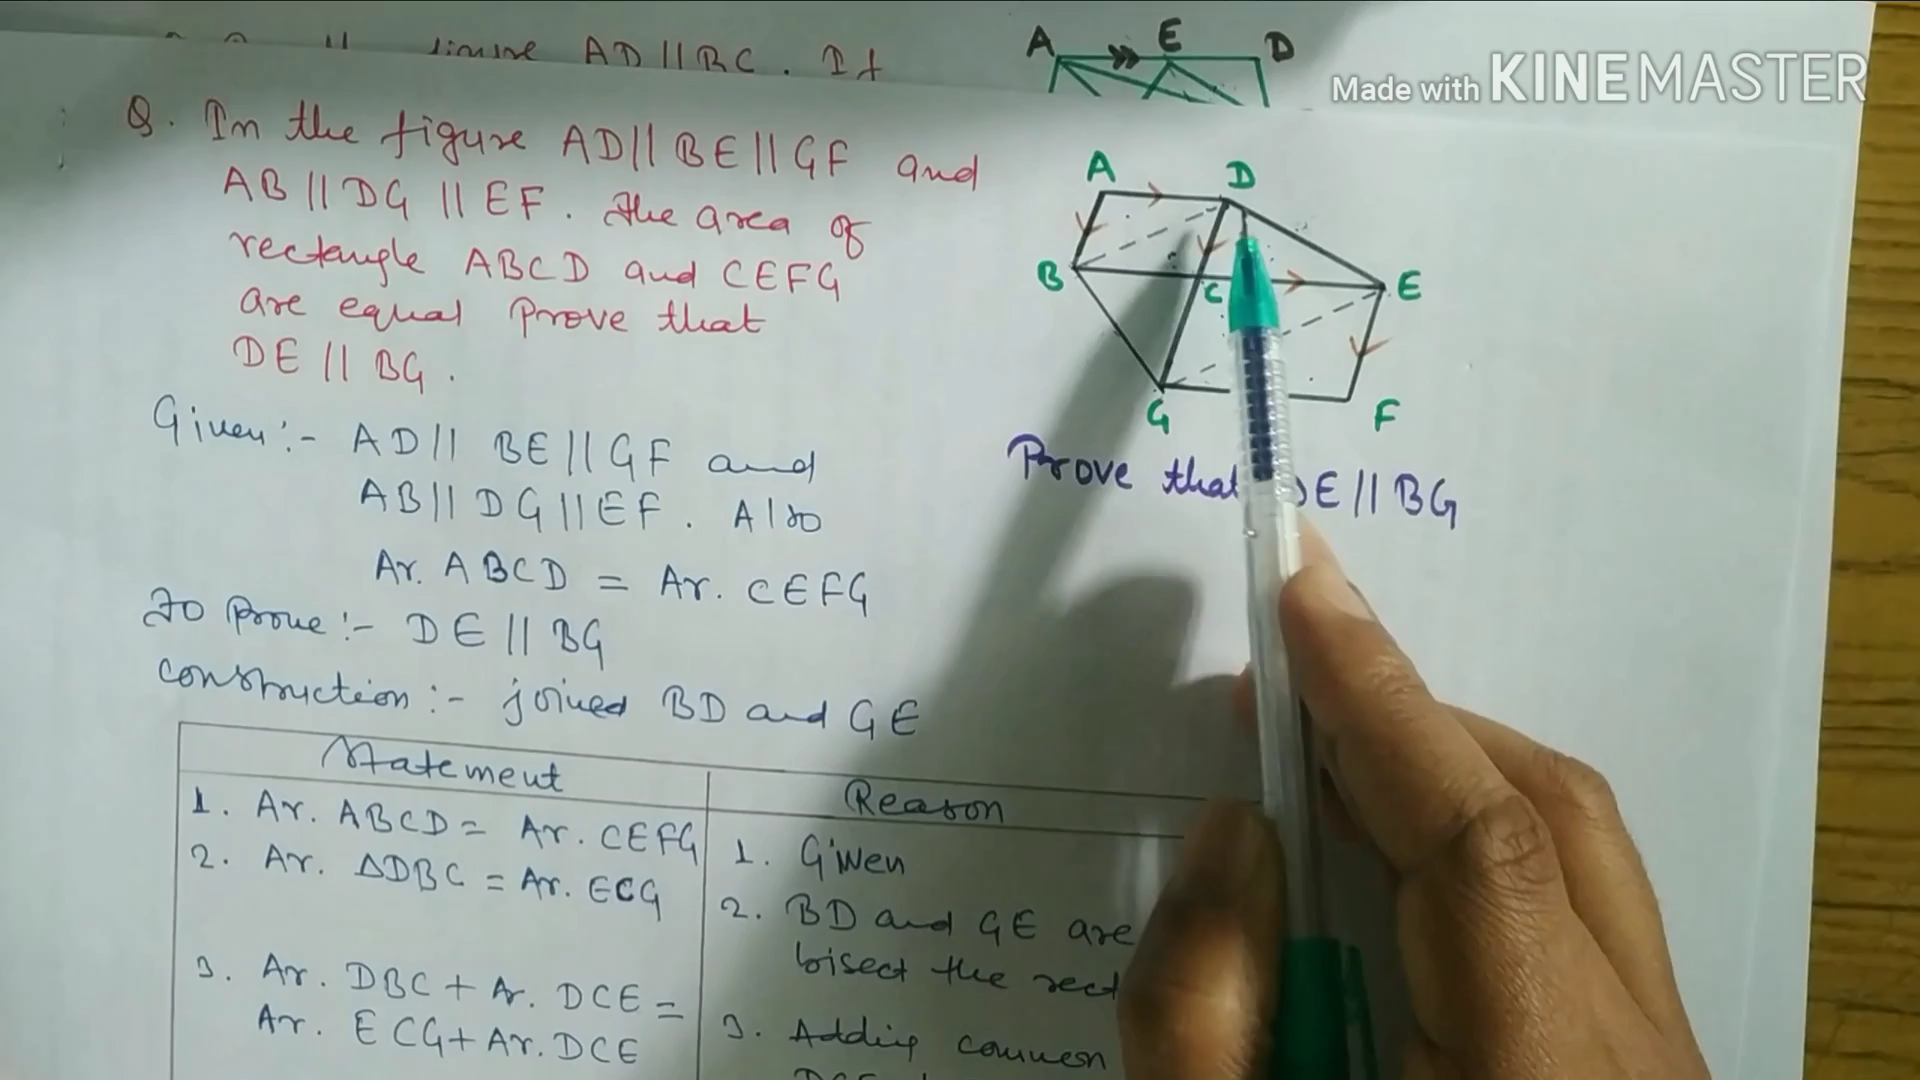 AD || BC. If
A E D
Made with KINEMASTER
Q. In the figure AD || BE || GF and
AB || DG || EF. The area of
rectangle ABCD and CEFG
are equal Prove that
DE || BG.
A D
B C E
G F
Prove that DE || BG
Given:- AD || BE || GF and
AB || DG || EF. Also
Ar. ABCD = Ar. CEFG
To Prove:- DE || BG
Construction:- joined BD and GE
Statement
Reason
1. Ar. ABCD = Ar. CEFG
1. Given
2. Ar. ΔDBC = Ar. ECG
2. BD and GE are
bisect the rect
3. Ar. DBC + Ar. DCE =
Ar. ECG + Ar. DCE
3. Adding common